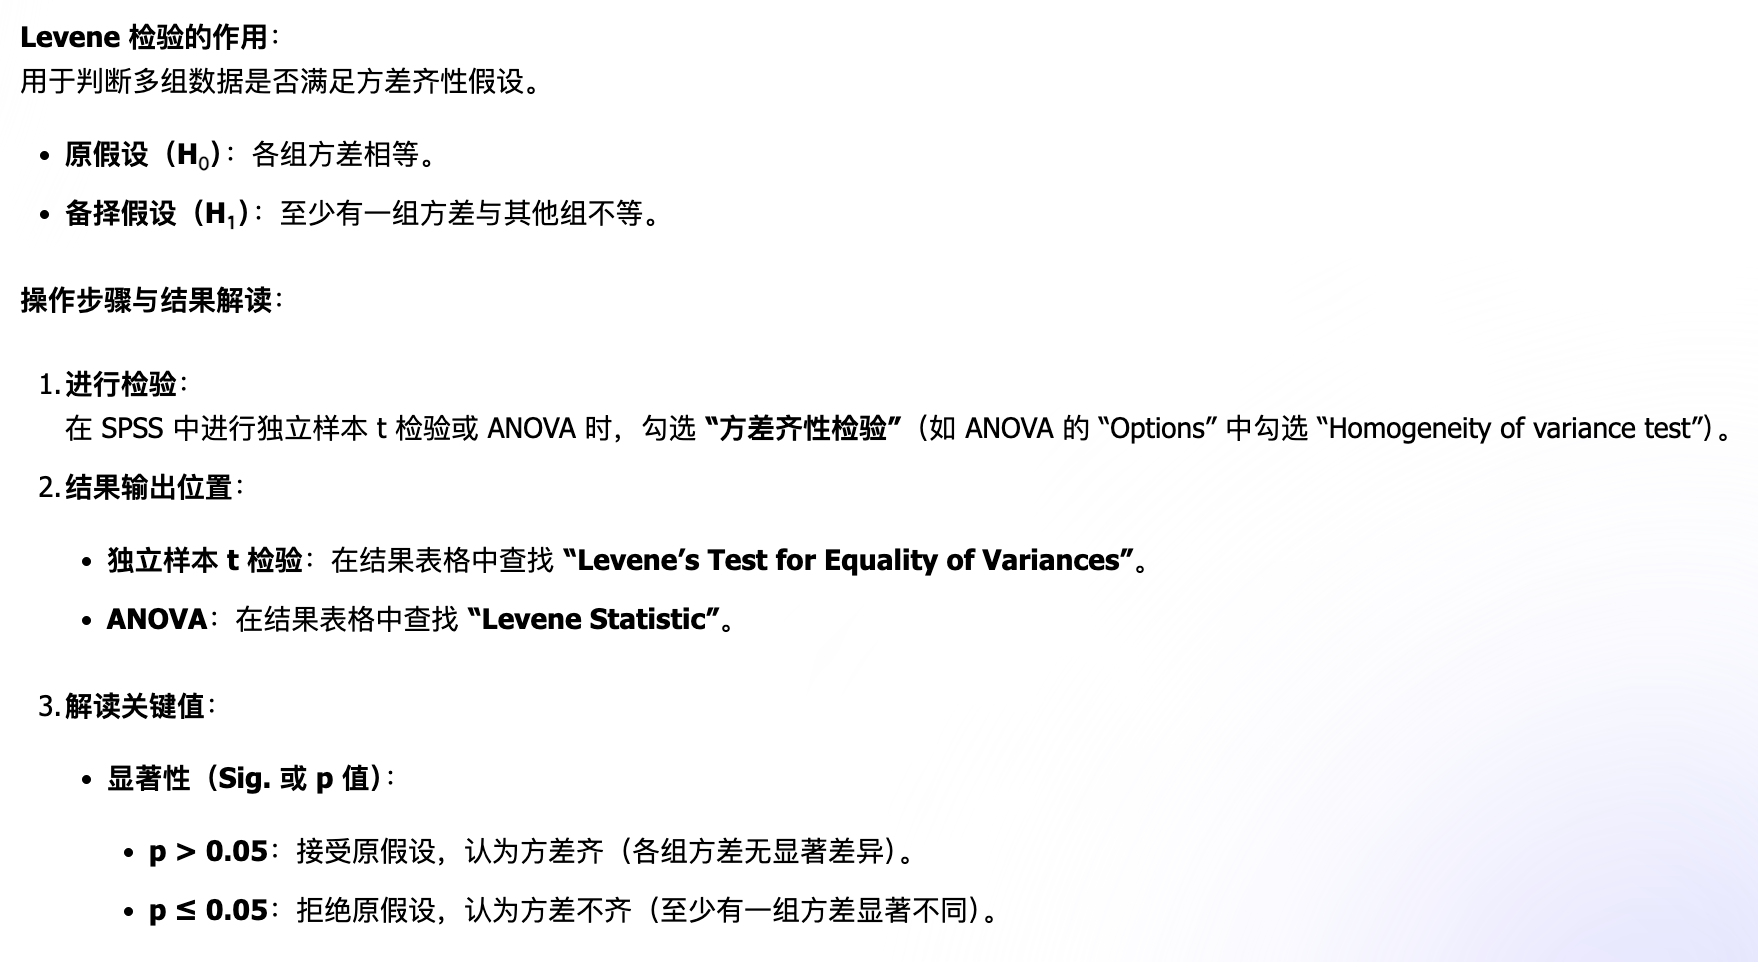 Levene 检验的作用：
用于判断多组数据是否满足方差齐性假设。
• 原假设（H₀）：各组方差相等。
• 备择假设（H₁）：至少有一组方差与其他组不等。
操作步骤与结果解读：
1. 进行检验：
在 SPSS 中进行独立样本 t 检验或 ANOVA 时，勾选 “方差齐性检验”（如 ANOVA 的 “Options” 中勾选 “Homogeneity of variance test”）。
2. 结果输出位置：
• 独立样本 t 检验：在结果表格中查找 “Levene’s Test for Equality of Variances”。
• ANOVA：在结果表格中查找 “Levene Statistic”。
3. 解读关键值：
• 显著性（Sig. 或 p 值）：
• p > 0.05：接受原假设，认为方差齐（各组方差无显著差异）。
• p ≤ 0.05：拒绝原假设，认为方差不齐（至少有一组方差显著不同）。